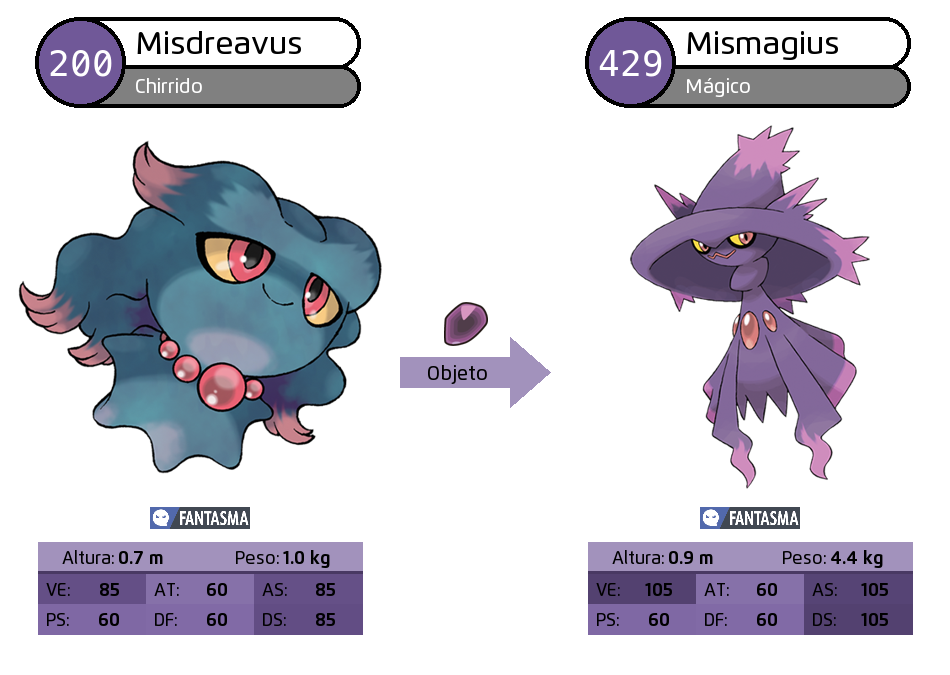 200 Misdreavus
Chirrido
429 Mismagius
Mágico
Objeto
FANTASMA
Altura: 0.7 m Peso: 1.0 kg
VE: 85 AT: 60 AS: 85
PS: 60 DF: 60 DS: 85
FANTASMA
Altura: 0.9 m Peso: 4.4 kg
VE: 105 AT: 60 AS: 105
PS: 60 DF: 60 DS: 105